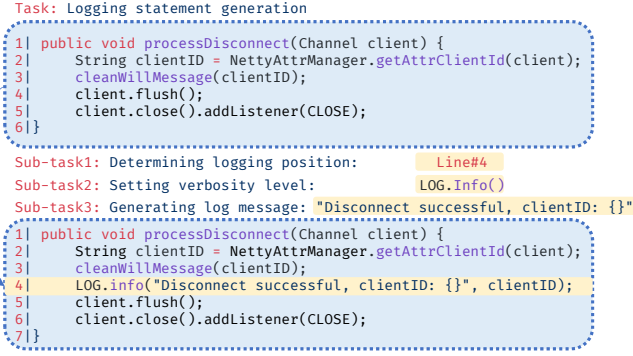 Task: Logging statement generation
1| public void processDisconnect(Channel client) {
2| String clientID = NettyAttrManager.getAttrClientId(client);
3| cleanWillMessage(clientID);
4| client.flush();
5| client.close().addListener(CLOSE);
6|}
Sub-task1: Determining logging position: Line#4
Sub-task2: Setting verbosity level: LOG.Info()
Sub-task3: Generating log message: "Disconnect successful, clientID: {}"
1| public void processDisconnect(Channel client) {
2| String clientID = NettyAttrManager.getAttrClientId(client);
3| cleanWillMessage(clientID);
4| LOG.info("Disconnect successful, clientID: {}", clientID);
5| client.flush();
6| client.close().addListener(CLOSE);
7|}